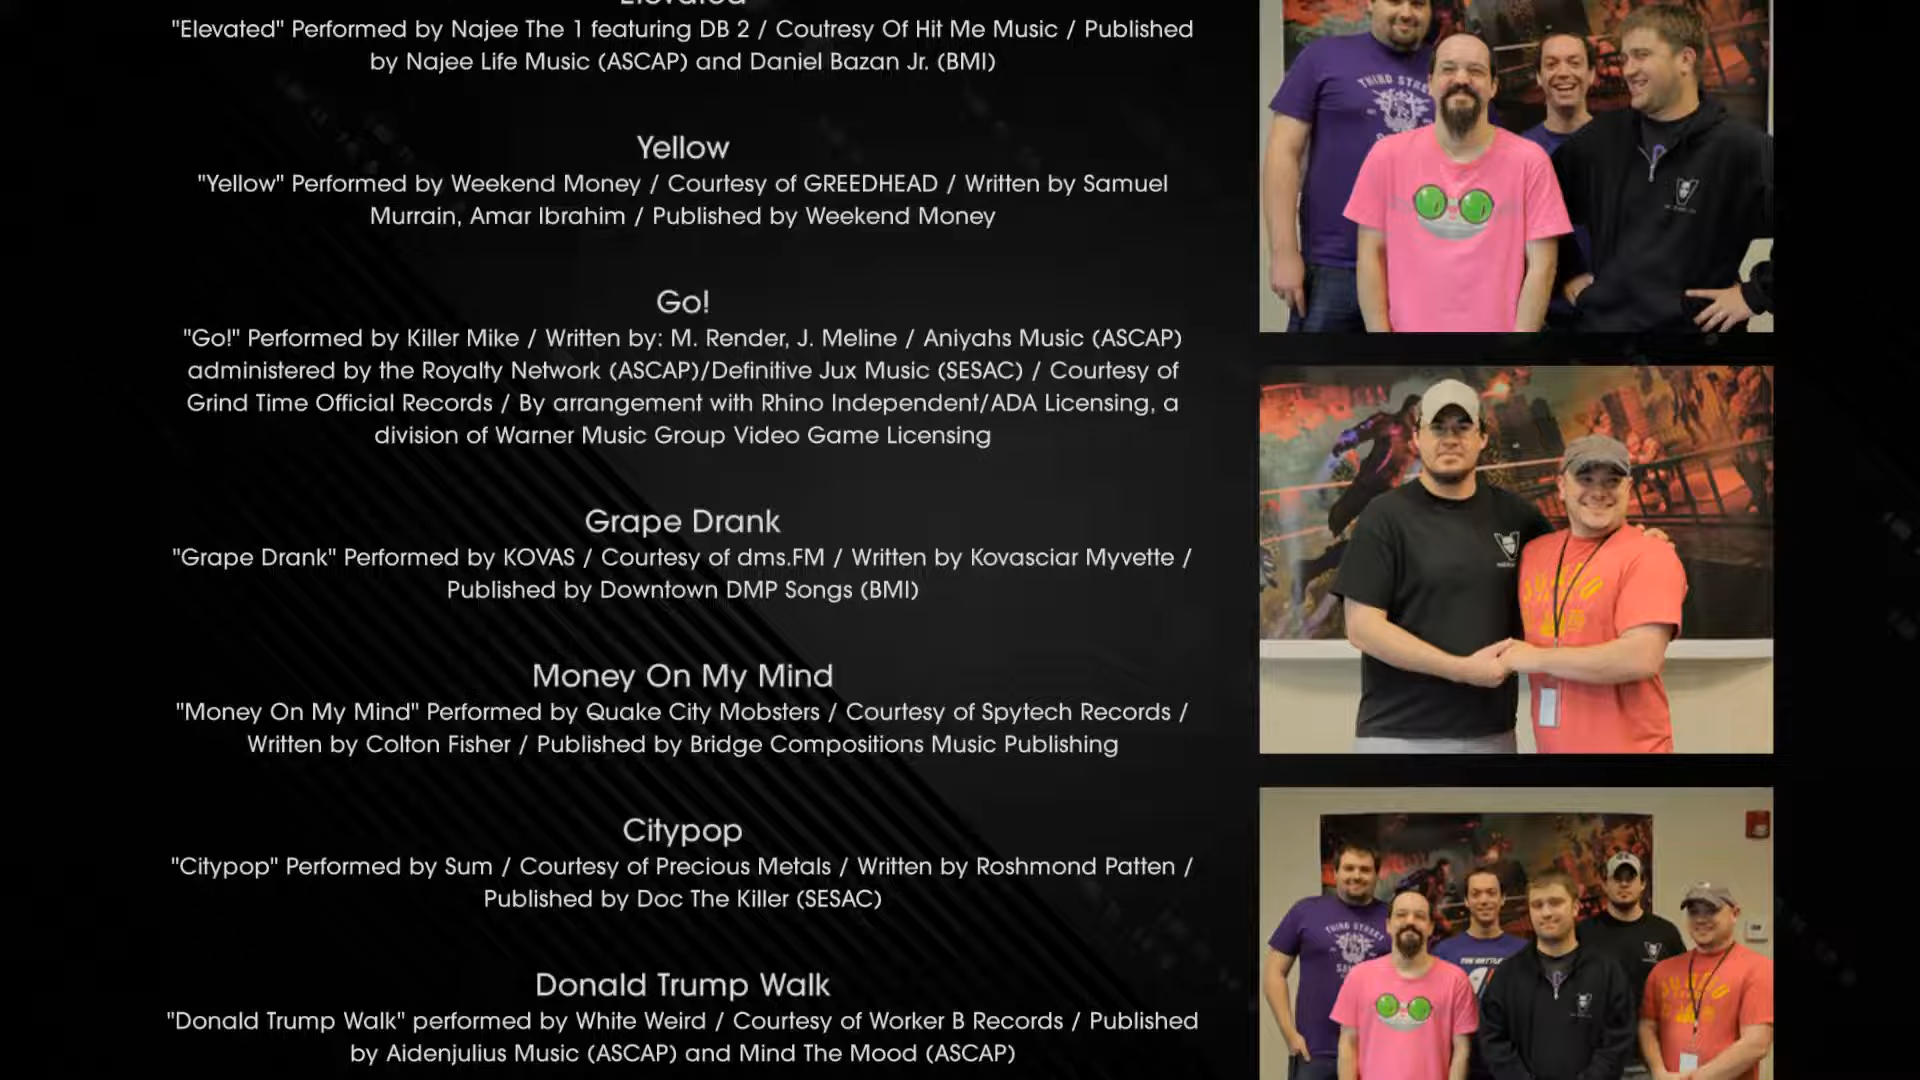 Elevated
"Elevated" Performed by Najee The 1 featuring DB 2 / Coutresy Of Hit Me Music / Published
by Najee Life Music (ASCAP) and Daniel Bazan Jr. (BMI)
Yellow
"Yellow" Performed by Weekend Money / Courtesy of GREEDHEAD / Written by Samuel
Murrain, Amar Ibrahim / Published by Weekend Money
Go!
"Go!" Performed by Killer Mike / Written by: M. Render, J. Meline / Aniyahs Music (ASCAP)
administered by the Royalty Network (ASCAP)/Definitive Jux Music (SESAC) / Courtesy of
Grind Time Official Records / By arrangement with Rhino Independent/ADA Licensing, a
division of Warner Music Group Video Game Licensing
Grape Drank
"Grape Drank" Performed by KOVAS / Courtesy of dms.FM / Written by Kovasciar Myvette /
Published by Downtown DMP Songs (BMI)
Money On My Mind
"Money On My Mind" Performed by Quake City Mobsters / Courtesy of Spytech Records /
Written by Colton Fisher / Published by Bridge Compositions Music Publishing
Citypop
"Citypop" Performed by Sum / Courtesy of Precious Metals / Written by Roshmond Patten /
Published by Doc The Killer (SESAC)
Donald Trump Walk
"Donald Trump Walk" performed by White Weird / Courtesy of Worker B Records / Published
by Aidenjulius Music (ASCAP) and Mind The Mood (ASCAP)
THIRD STREET
THIRD STREET